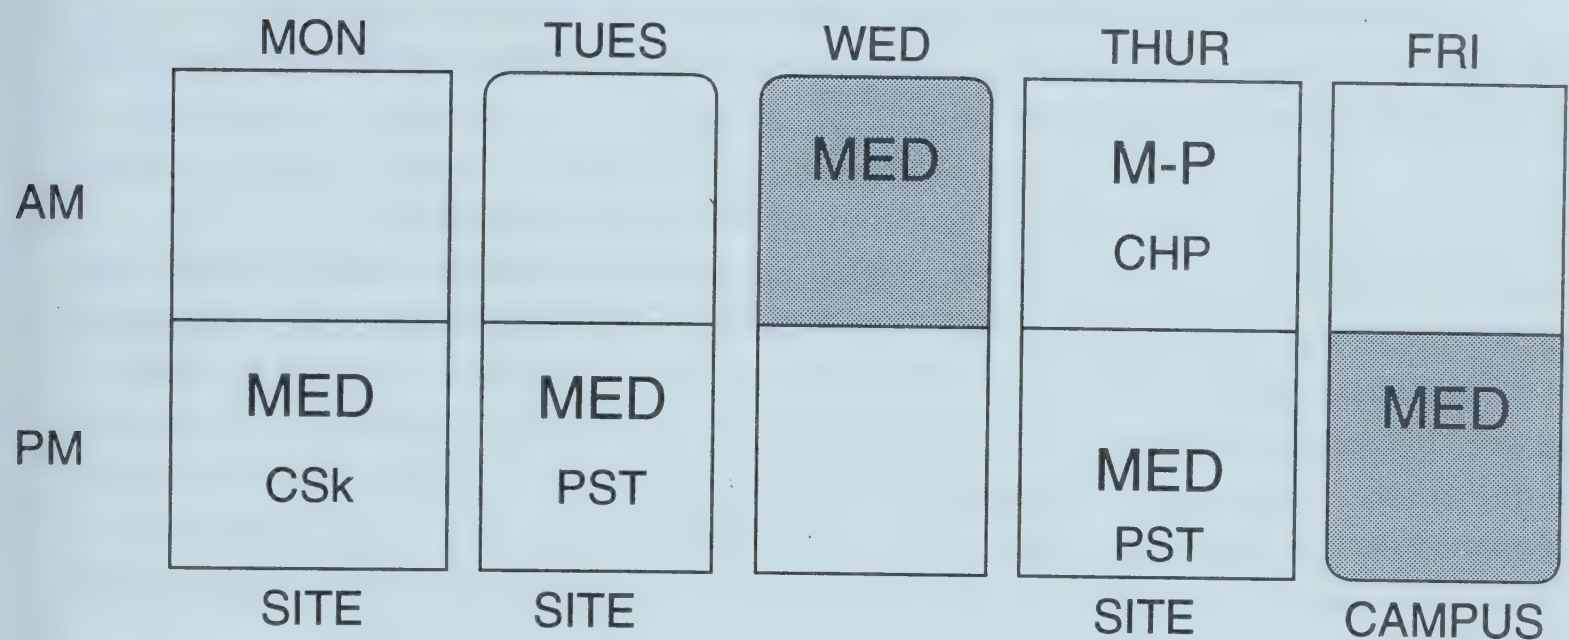 MON TUES WED THUR FRI
AM MED M-P
CHP
PM MED MED MED MED
CSk PST PST
SITE SITE SITE CAMPUS